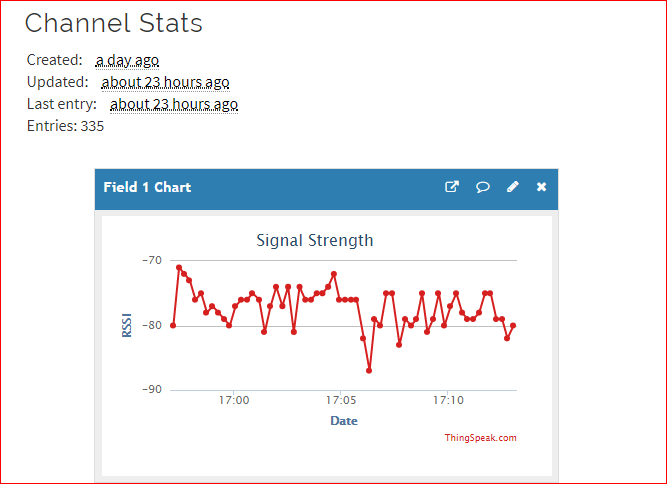 Channel Stats
Created: a day ago
Updated: about 23 hours ago
Last entry: about 23 hours ago
Entries: 335
Field 1 Chart
Signal Strength
-70
-80
-90
RSSI
17:00 17:05 17:10
Date
ThingSpeak.com